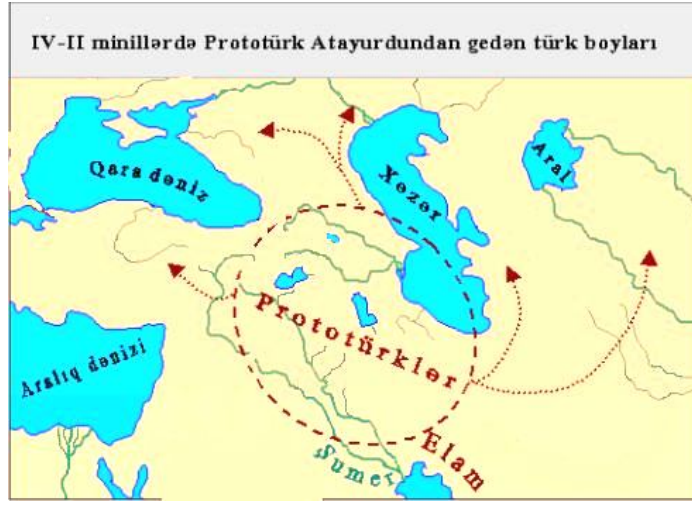 IV-II minillərdə Prototürk Atayurdundan gedən türk boyları
Qara dəniz
Xəzər
Aral
Prototürklər
Aralıq dənizi
Elam
Sumer